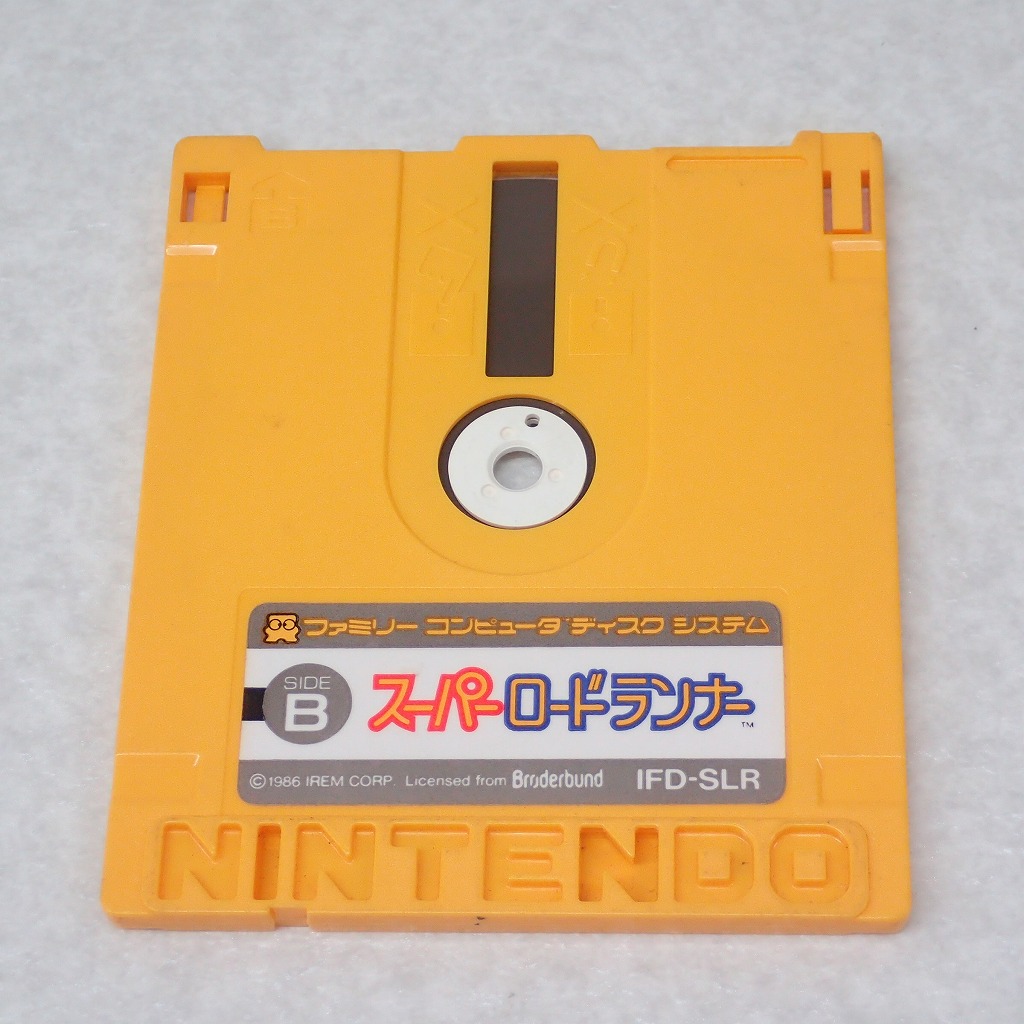 ファミリー コンピュータ ディスク システム
SIDE
B
スーパーロードランナー™
©1986 IREM CORP. Licensed from Brøderbund IFD-SLR
NINTENDO